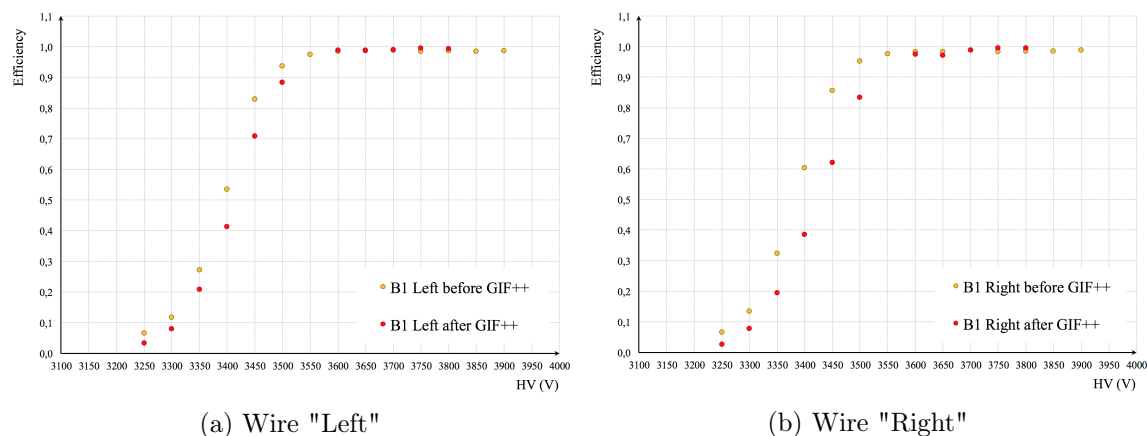 Efficiency
1,1
1,0
0,9
0,8
0,7
0,6
0,5
0,4
0,3
0,2
0,1
0,0
B1 Left before GIF++
B1 Left after GIF++
3100 3150 3200 3250 3300 3350 3400 3450 3500 3550 3600 3650 3700 3750 3800 3850 3900 3950 4000
HV (V)
(a) Wire "Left"
Efficiency
1,1
1,0
0,9
0,8
0,7
0,6
0,5
0,4
0,3
0,2
0,1
0,0
B1 Right before GIF++
B1 Right after GIF++
3100 3150 3200 3250 3300 3350 3400 3450 3500 3550 3600 3650 3700 3750 3800 3850 3900 3950 4000
HV (V)
(b) Wire "Right"